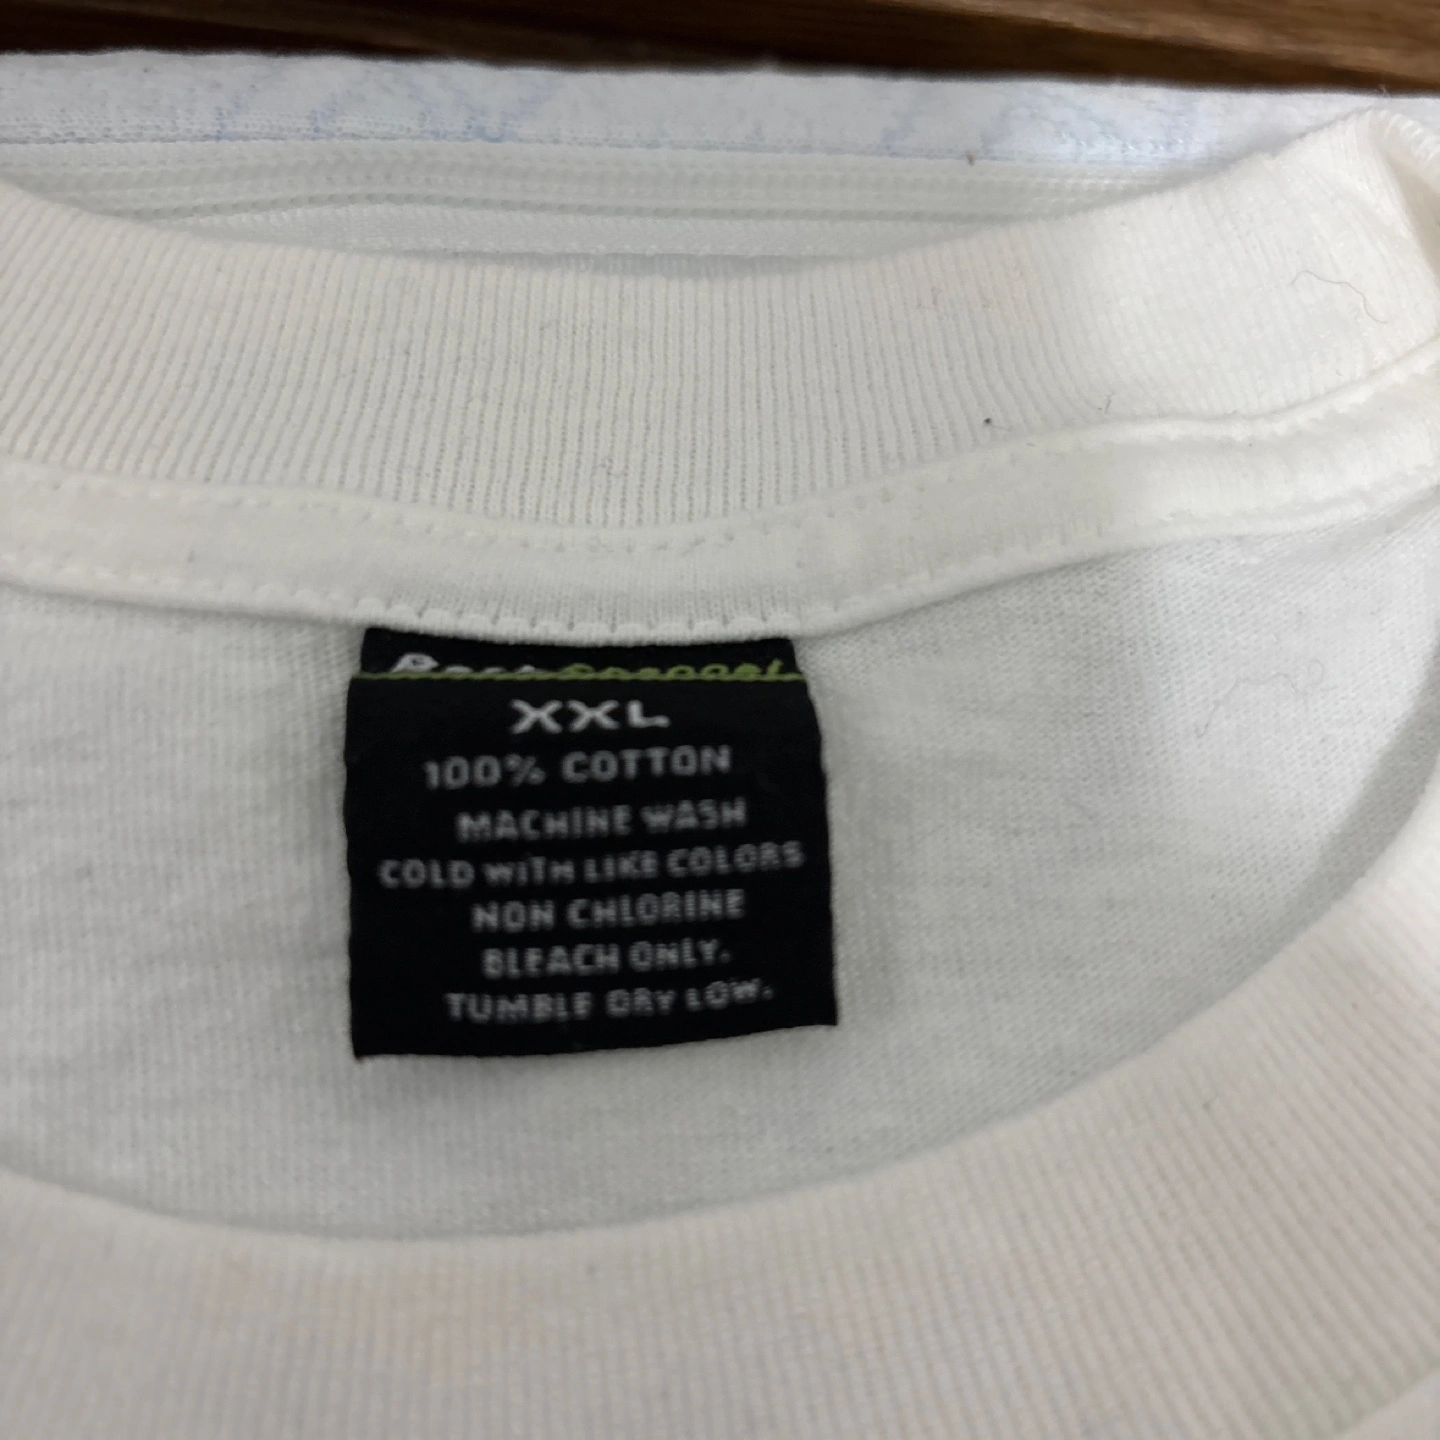 XXL
100% COTTON
MACHINE WASH
COLD WITH LIKE COLORS
NON CHLORINE
BLEACH ONLY.
TUMBLE DRY LOW.